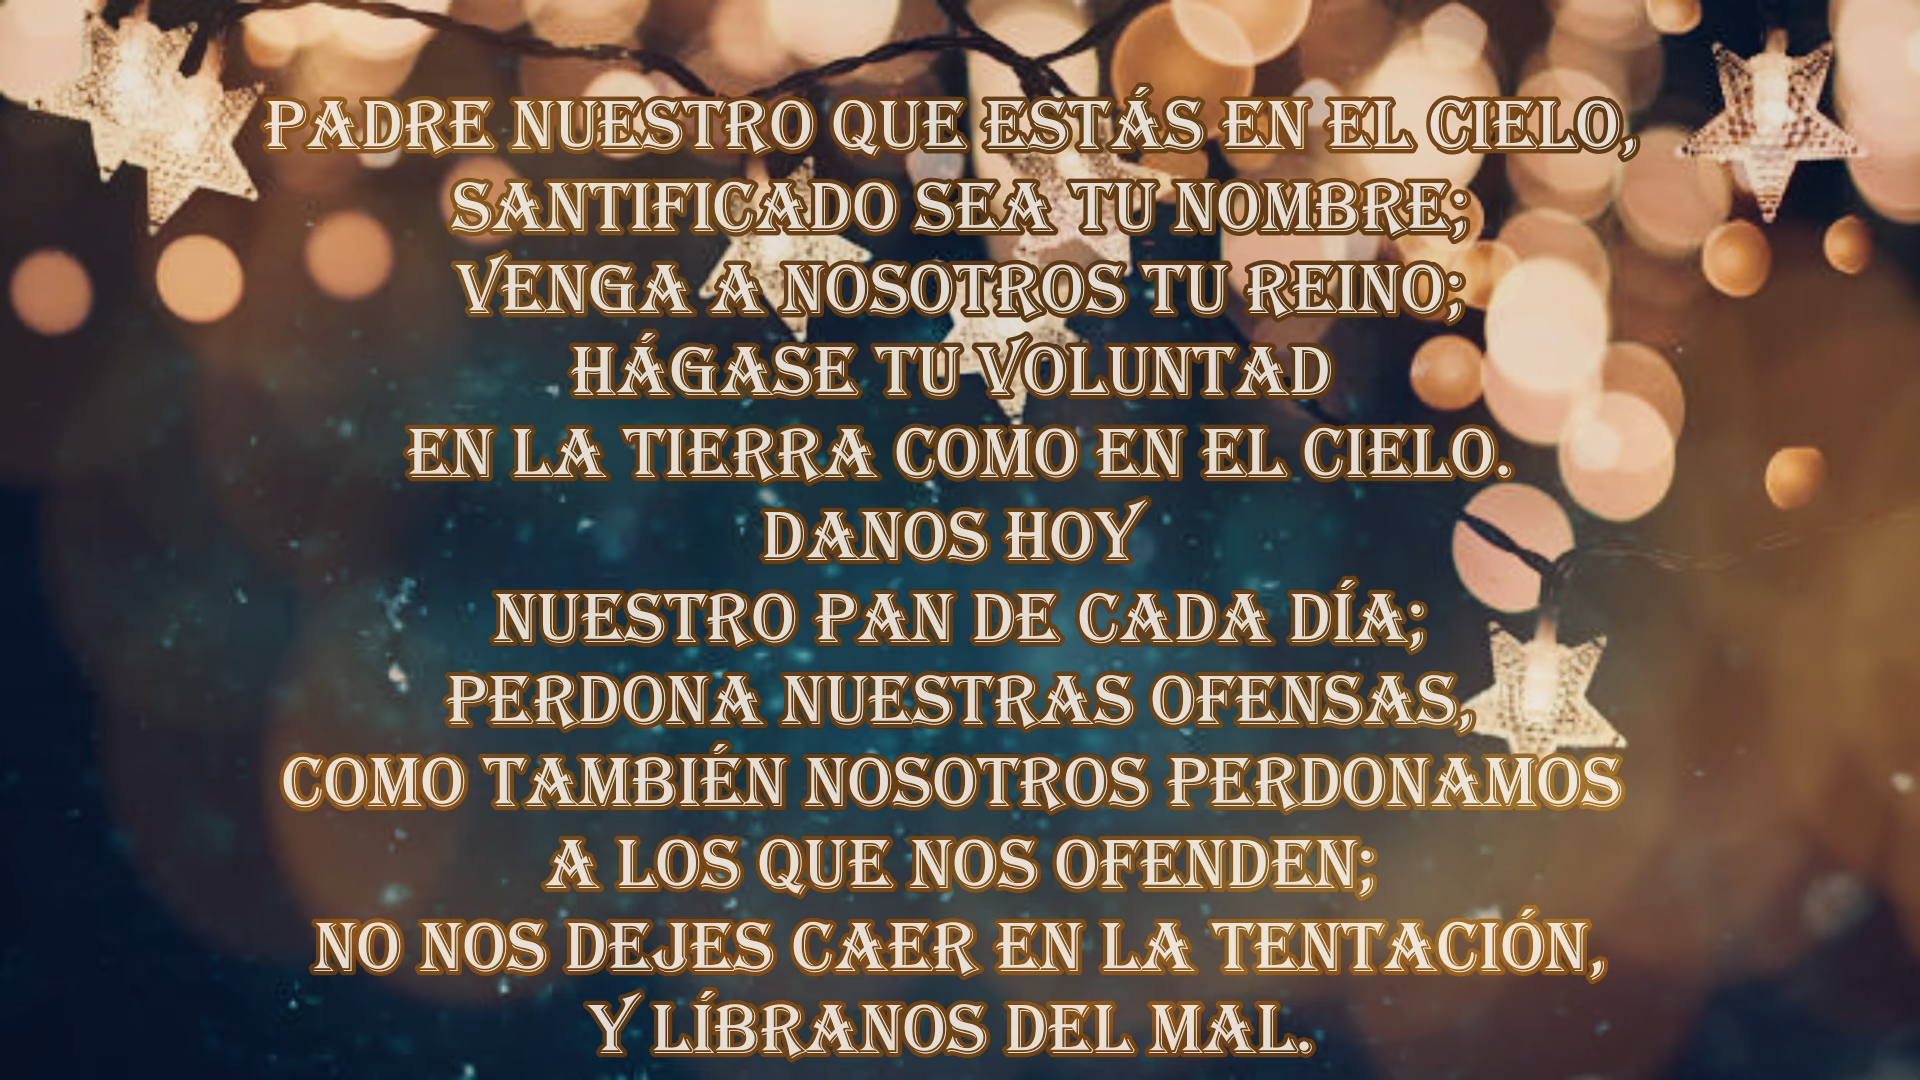 PADRE NUESTRO QUE ESTÁS EN EL CIELO,
SANTIFICADO SEA TU NOMBRE;
VENGA A NOSOTROS TU REINO;
HÁGASE TU VOLUNTAD
EN LA TIERRA COMO EN EL CIELO.
DANOS HOY
NUESTRO PAN DE CADA DÍA;
PERDONA NUESTRAS OFENSAS,
COMO TAMBIÉN NOSOTROS PERDONAMOS
A LOS QUE NOS OFENDEN;
NO NOS DEJES CAER EN LA TENTACIÓN,
Y LÍBRANOS DEL MAL.